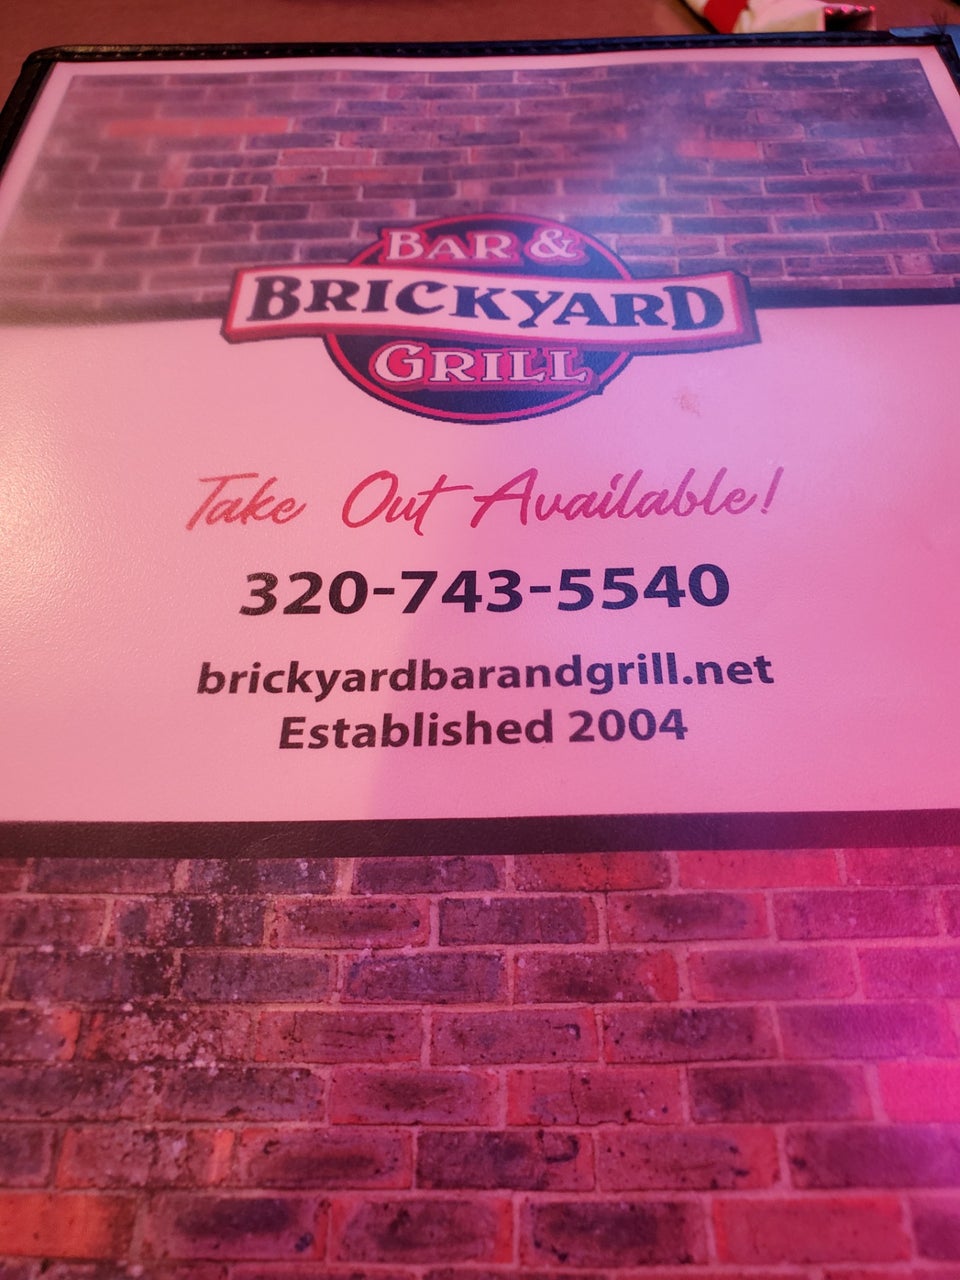 BAR &
BRICKYARD
GRILL
Take Out Available!
320-743-5540
brickyardbarandgrill.net
Established 2004